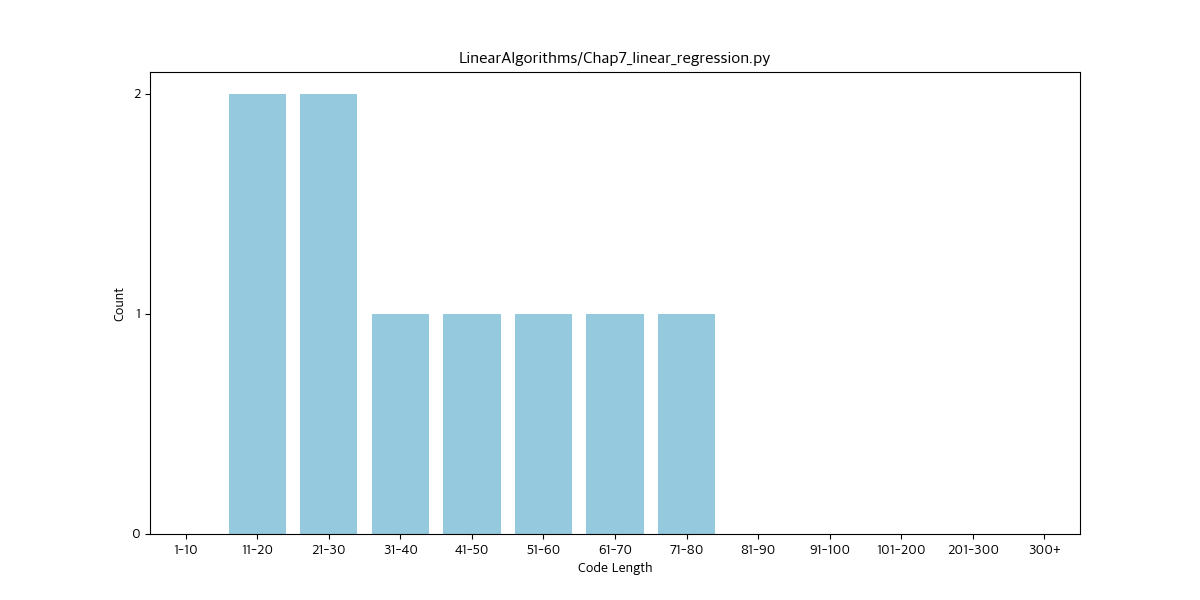 LinearAlgorithms/Chap7_linear_regression.py
Count
2
1
0
1-10 11-20 21-30 31-40 41-50 51-60 61-70 71-80 81-90 91-100 101-200 201-300 300+
Code Length